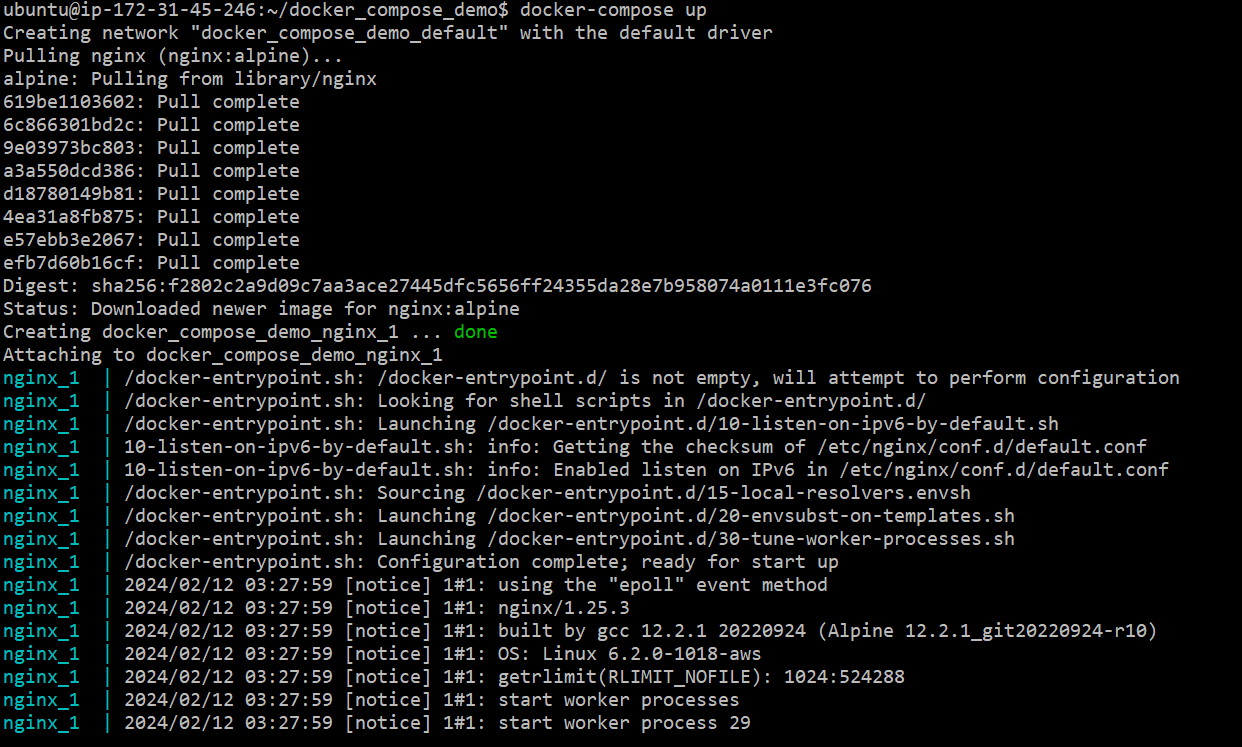 ubuntu@ip-172-31-45-246:~/docker_compose_demo$ docker-compose up
Creating network "docker_compose_demo_default" with the default driver
Pulling nginx (nginx:alpine)...
alpine: Pulling from library/nginx
619be1103602: Pull complete
6c866301bd2c: Pull complete
9e03973bc803: Pull complete
a3a550dcd386: Pull complete
d18780149b81: Pull complete
4ea31a8fb875: Pull complete
e57ebb3e2067: Pull complete
efb7d60b16cf: Pull complete
Digest: sha256:f2802c2a9d09c7aa3ace27445dfc5656ff24355da28e7b958074a0111e3fc076
Status: Downloaded newer image for nginx:alpine
Creating docker_compose_demo_nginx_1 ... done
Attaching to docker_compose_demo_nginx_1
nginx_1  | /docker-entrypoint.sh: /docker-entrypoint.d/ is not empty, will attempt to perform configuration
nginx_1  | /docker-entrypoint.sh: Looking for shell scripts in /docker-entrypoint.d/
nginx_1  | /docker-entrypoint.sh: Launching /docker-entrypoint.d/10-listen-on-ipv6-by-default.sh
nginx_1  | 10-listen-on-ipv6-by-default.sh: info: Getting the checksum of /etc/nginx/conf.d/default.conf
nginx_1  | 10-listen-on-ipv6-by-default.sh: info: Enabled listen on IPv6 in /etc/nginx/conf.d/default.conf
nginx_1  | /docker-entrypoint.sh: Sourcing /docker-entrypoint.d/15-local-resolvers.envsh
nginx_1  | /docker-entrypoint.sh: Launching /docker-entrypoint.d/20-envsubst-on-templates.sh
nginx_1  | /docker-entrypoint.sh: Launching /docker-entrypoint.d/30-tune-worker-processes.sh
nginx_1  | /docker-entrypoint.sh: Configuration complete; ready for start up
nginx_1  | 2024/02/12 03:27:59 [notice] 1#1: using the "epoll" event method
nginx_1  | 2024/02/12 03:27:59 [notice] 1#1: nginx/1.25.3
nginx_1  | 2024/02/12 03:27:59 [notice] 1#1: built by gcc 12.2.1 20220924 (Alpine 12.2.1_git20220924-r10)
nginx_1  | 2024/02/12 03:27:59 [notice] 1#1: OS: Linux 6.2.0-1018-aws
nginx_1  | 2024/02/12 03:27:59 [notice] 1#1: getrlimit(RLIMIT_NOFILE): 1024:524288
nginx_1  | 2024/02/12 03:27:59 [notice] 1#1: start worker processes
nginx_1  | 2024/02/12 03:27:59 [notice] 1#1: start worker process 29